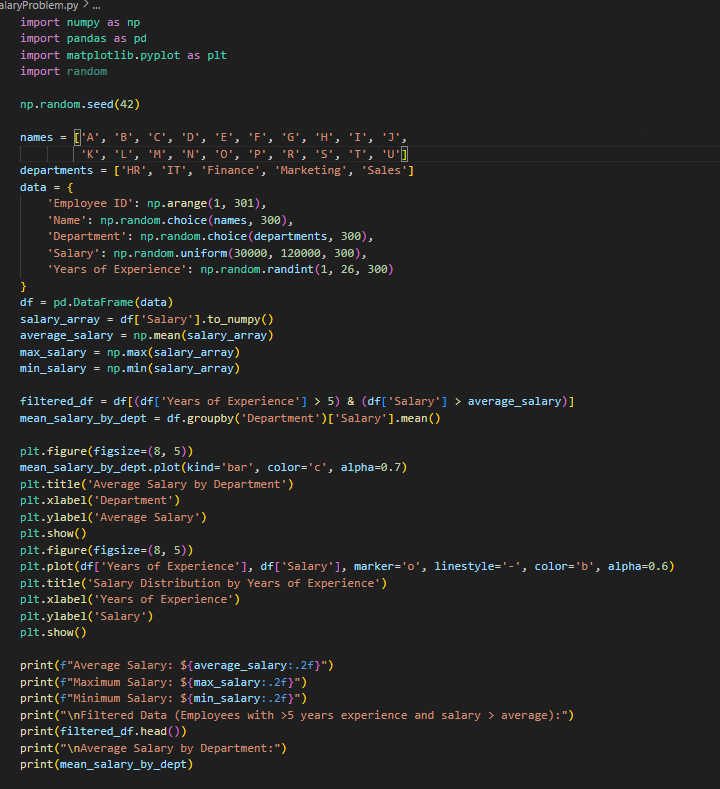 alaryProblem.py > ...
import numpy as np
import pandas as pd
import matplotlib.pyplot as plt
import random
np.random.seed(42)
names = ['A', 'B', 'C', 'D', 'E', 'F', 'G', 'H', 'I', 'J',
'K', 'L', 'M', 'N', 'O', 'P', 'R', 'S', 'T', 'U']
departments = ['HR', 'IT', 'Finance', 'Marketing', 'Sales']
data = {
'Employee ID': np.arange(1, 301),
'Name': np.random.choice(names, 300),
'Department': np.random.choice(departments, 300),
'Salary': np.random.uniform(30000, 120000, 300),
'Years of Experience': np.random.randint(1, 26, 300)
}
df = pd.DataFrame(data)
salary_array = df['Salary'].to_numpy()
average_salary = np.mean(salary_array)
max_salary = np.max(salary_array)
min_salary = np.min(salary_array)
filtered_df = df[(df['Years of Experience'] > 5) & (df['Salary'] > average_salary)]
mean_salary_by_dept = df.groupby('Department')['Salary'].mean()
plt.figure(figsize=(8, 5))
mean_salary_by_dept.plot(kind='bar', color='c', alpha=0.7)
plt.title('Average Salary by Department')
plt.xlabel('Department')
plt.ylabel('Average Salary')
plt.show()
plt.figure(figsize=(8, 5))
plt.plot(df['Years of Experience'], df['Salary'], marker='o', linestyle='-', color='b', alpha=0.6)
plt.title('Salary Distribution by Years of Experience')
plt.xlabel('Years of Experience')
plt.ylabel('Salary')
plt.show()
print(f"Average Salary: ${average_salary:.2f}")
print(f"Maximum Salary: ${max_salary:.2f}")
print(f"Minimum Salary: ${min_salary:.2f}")
print("\nFiltered Data (Employees with >5 years experience and salary > average):")
print(filtered_df.head())
print("\nAverage Salary by Department:")
print(mean_salary_by_dept)